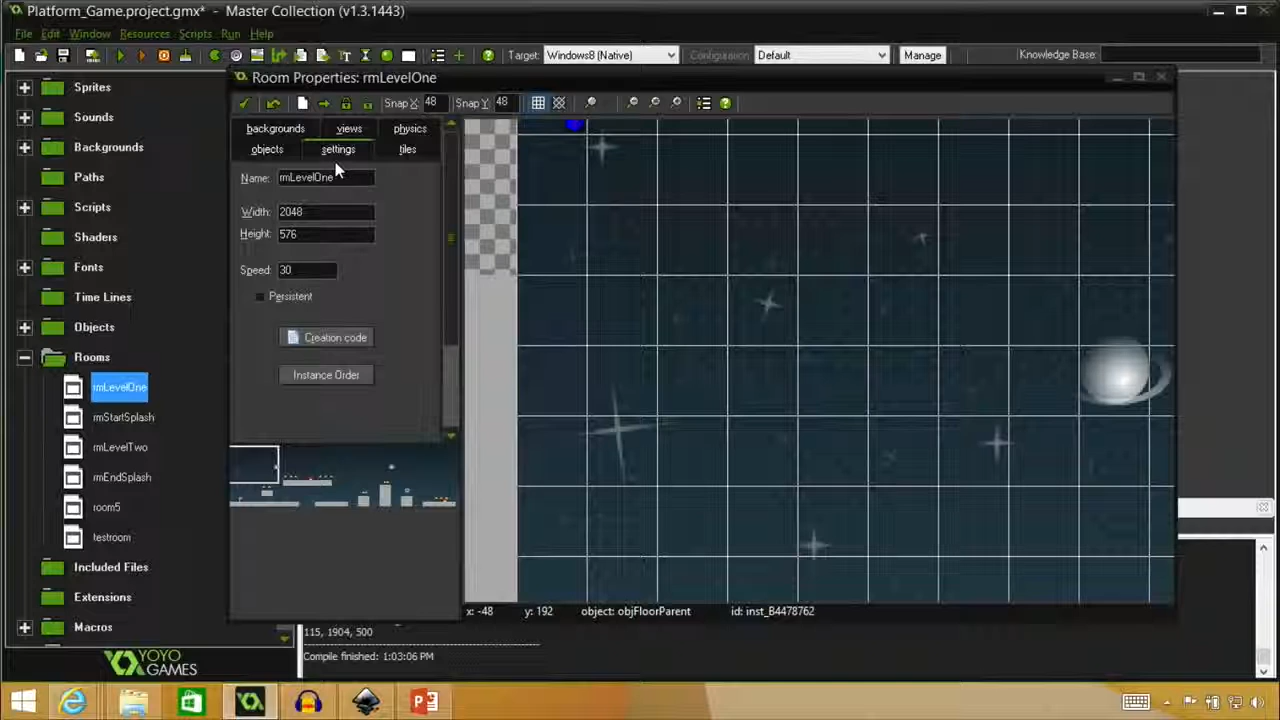 Platform_Game.project.gmx* - Master Collection (v1.3.1443)
File Edit Window Resources Scripts Run Help
Target: Windows8 (Native) Configuration: Default Manage Knowledge Base:
Room Properties: rmLevelOne
Snap X: 48 Snap Y: 48
backgrounds views physics
objects settings tiles
Name: rmLevelOne
Width: 2048
Height: 576
Speed: 30
Persistent
Creation code
Instance Order
Sprites
Sounds
Backgrounds
Paths
Scripts
Shaders
Fonts
Time Lines
Objects
Rooms
rmLevelOne
rmStartSplash
rmLevelTwo
rmEndSplash
room5
testroom
Included Files
Extensions
Macros
x: -48 y: 192 object: objFloorParent id: inst_B4478762
115, 1904, 500
Compile finished: 1:03:06 PM
YOYO
GAMES